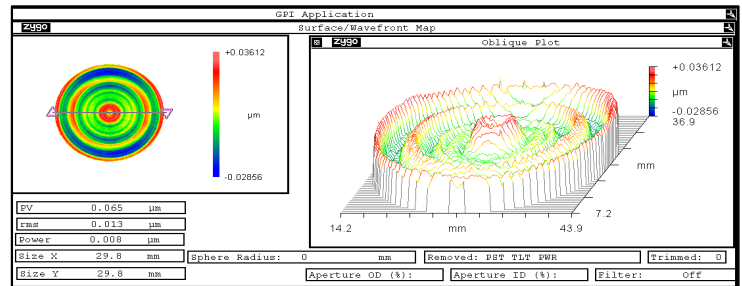 GPI Application
zygo
Surface/Wavefront Map
+0.03612
µm
-0.02856
zygo
Oblique Plot
+0.03612
µm
-0.02856
36.9
mm
7.2
14.2
mm
43.9
PV 0.065 µm
rms 0.013 µm
Power 0.008 µm
Size X 29.8 mm
Size Y 29.8 mm
Sphere Radius: 0 mm
Removed: PST TLT PWR
Trimmed: 0
Aperture OD (%):
Aperture ID (%):
Filter: Off